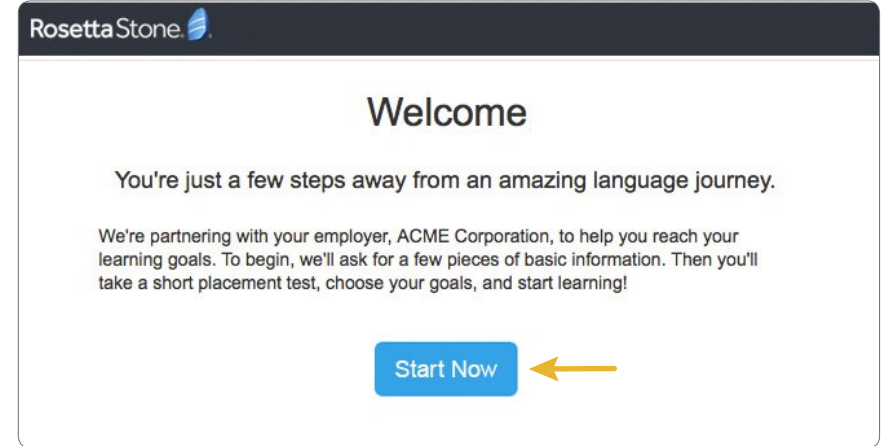 RosettaStone.
Welcome
You're just a few steps away from an amazing language journey.
We're partnering with your employer, ACME Corporation, to help you reach your
learning goals. To begin, we'll ask for a few pieces of basic information. Then you'll
take a short placement test, choose your goals, and start learning!
Start Now